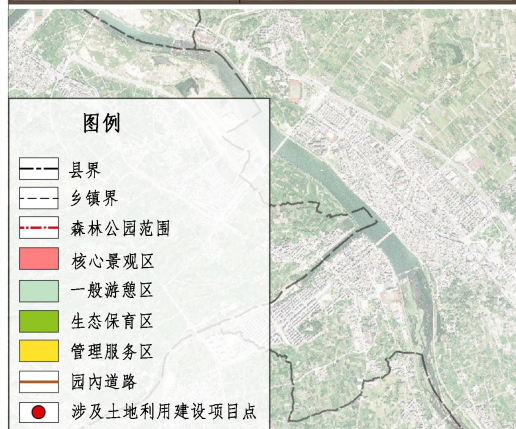 图例
县界
乡镇界
森林公园范围
核心景观区
一般游憩区
生态保育区
管理服务区
园内道路
涉及土地利用建设项目点